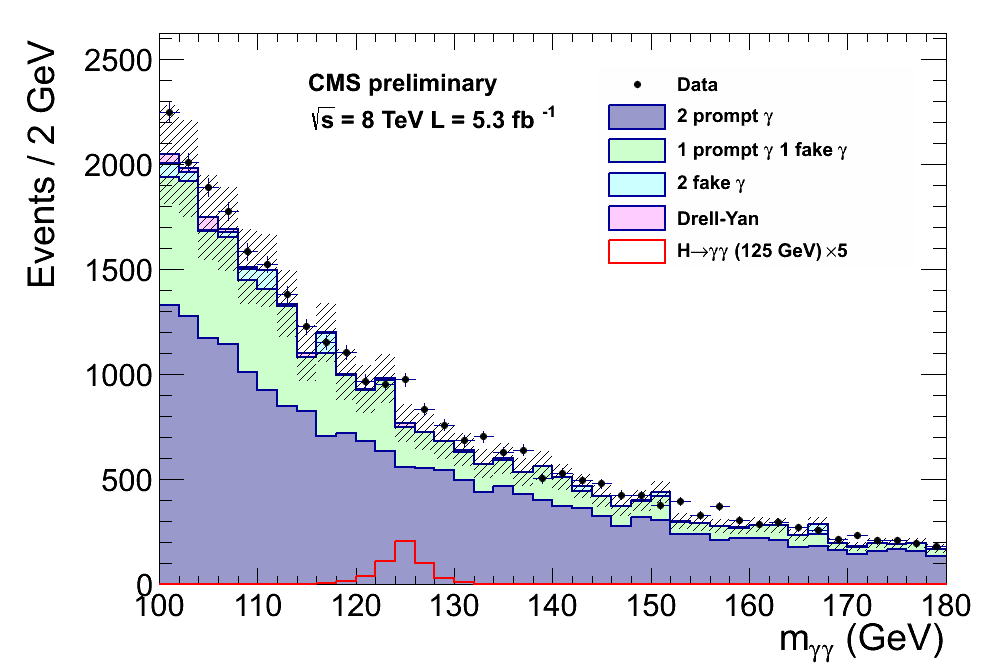 Events / 2 GeV
2500
2000
1500
1000
500
0
CMS preliminary
√s = 8 TeV L = 5.3 fb -1
Data
2 prompt γ
1 prompt γ 1 fake γ
2 fake γ
Drell-Yan
H→γγ (125 GeV) ×5
100 110 120 130 140 150 160 170 180
mγγ (GeV)